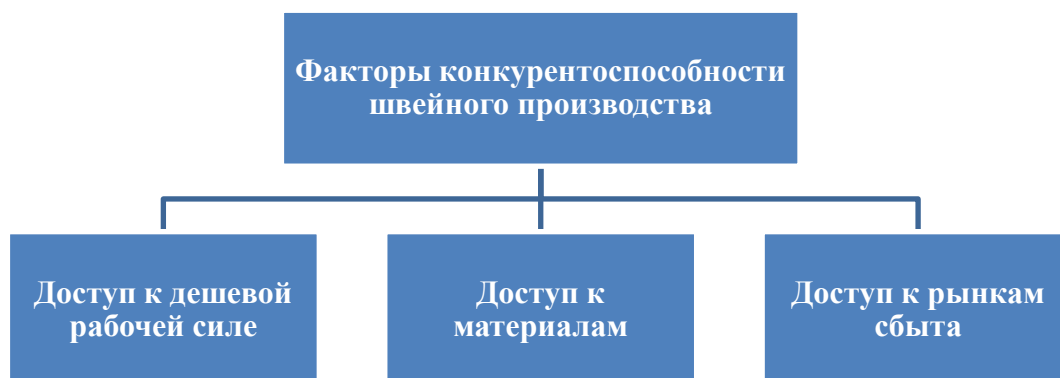 Факторы конкурентоспособности
швейного производства
Доступ к дешевой
рабочей силе
Доступ к
материалам
Доступ к рынкам
сбыта